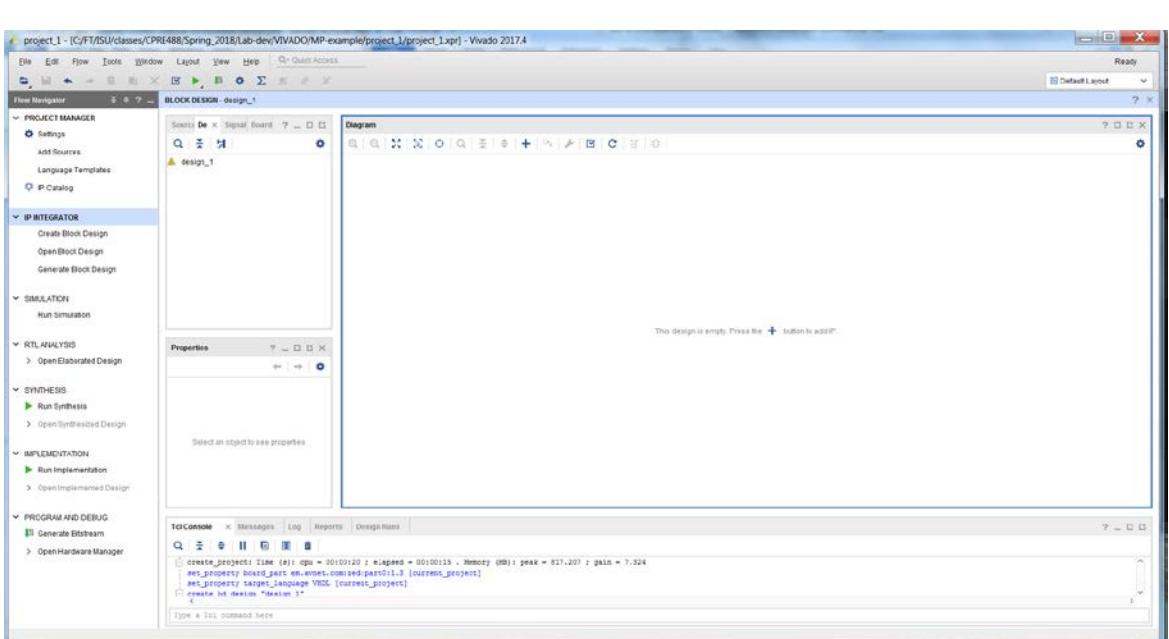 project_1 - [C:/FT/ISU/classes/CPRE488/Spring_2018/Lab-dev/VIVADO/MP-example/project_1/project_1.xpr] - Vivado 2017.4
File Edit Flow Tools Window Layout View Help Quick Access
Ready
Default Layout
Flow Navigator
BLOCK DESIGN - design_1
PROJECT MANAGER
Settings
Add Sources
Language Templates
IP Catalog
IP INTEGRATOR
Create Block Design
Open Block Design
Generate Block Design
SIMULATION
Run Simulation
RTL ANALYSIS
Open Elaborated Design
SYNTHESIS
Run Synthesis
Open Synthesized Design
IMPLEMENTATION
Run Implementation
Open Implemented Design
PROGRAM AND DEBUG
Generate Bitstream
Open Hardware Manager
Sourc De Signal Board
design_1
Properties
Select an object to see properties
Diagram
This design is empty. Press the + button to add IP.
Tcl Console Messages Log Reports Design Runs
create_project: Time (s): cpu = 00:00:20 ; elapsed = 00:00:15 . Memory (MB): peak = 817.207 ; gain = 7.324
set_property board_part em.avnet.com:zed:part0:1.3 [current_project]
set_property target_language VHDL [current_project]
create_bd_design "design_1"
Type a Tcl command here